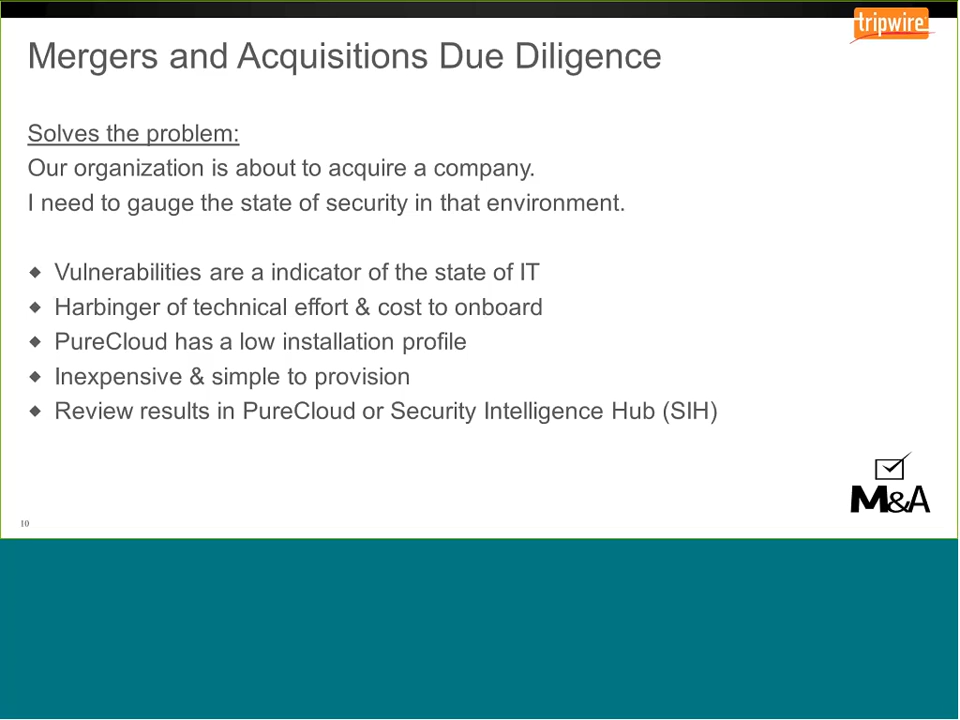 tripwire
Mergers and Acquisitions Due Diligence
Solves the problem:
Our organization is about to acquire a company.
I need to gauge the state of security in that environment.
◆ Vulnerabilities are a indicator of the state of IT
◆ Harbinger of technical effort & cost to onboard
◆ PureCloud has a low installation profile
◆ Inexpensive & simple to provision
◆ Review results in PureCloud or Security Intelligence Hub (SIH)
M&A
10